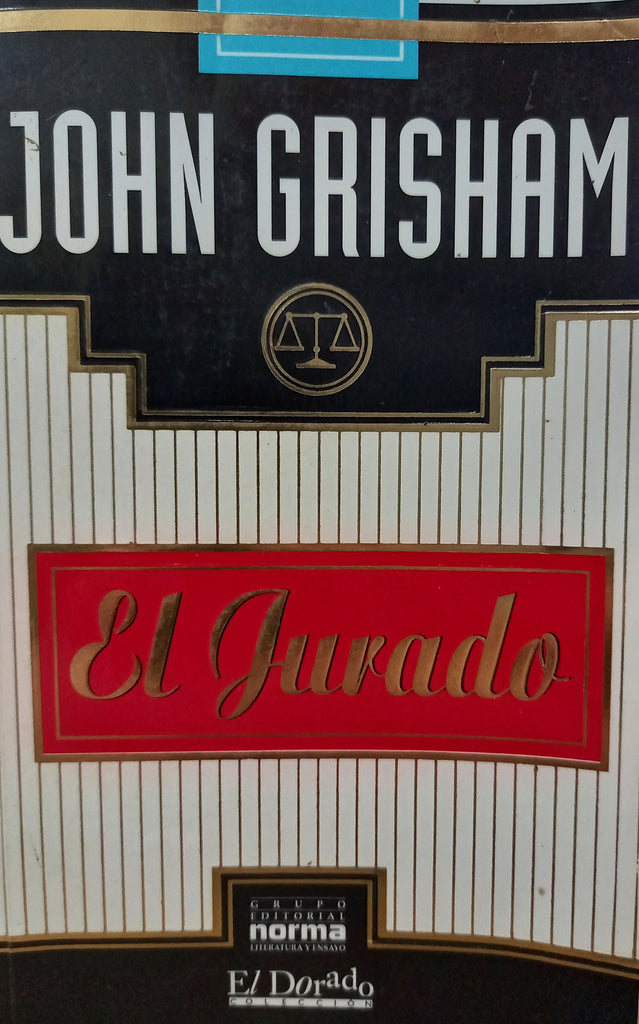 JOHN GRISHAM
El Jurado
GRUPO
EDITORIAL
norma
LITERATURA Y ENSAYO
El Dorado
COLECCIÓN